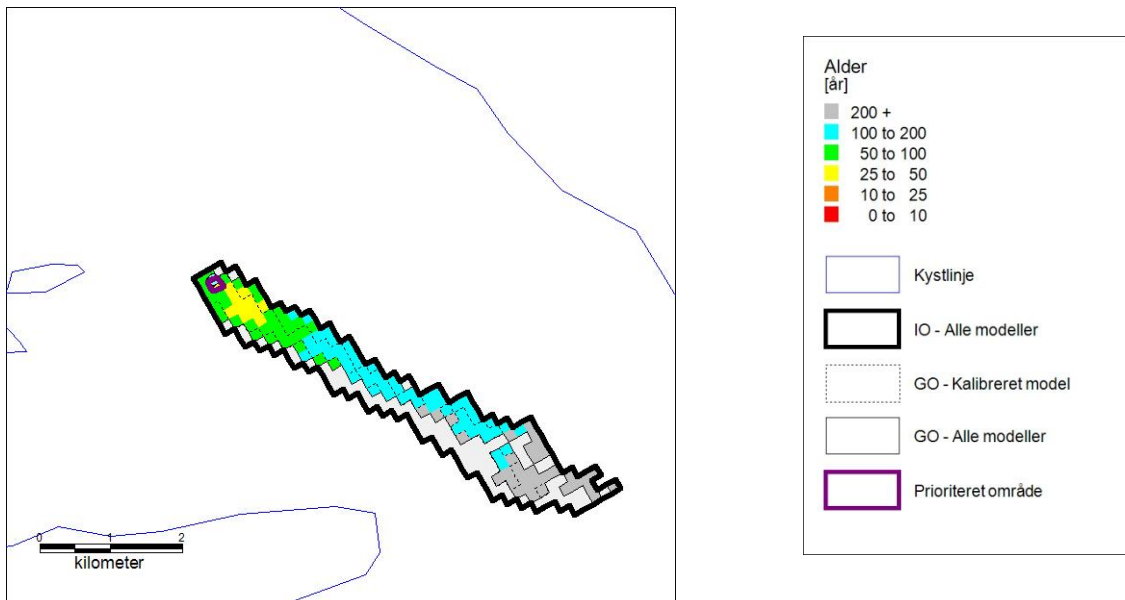 0 1 2
kilometer
Alder
[år]
200 +
100 to 200
50 to 100
25 to 50
10 to 25
0 to 10
Kystlinje
IO - Alle modeller
GO - Kalibreret model
GO - Alle modeller
Prioriteret område